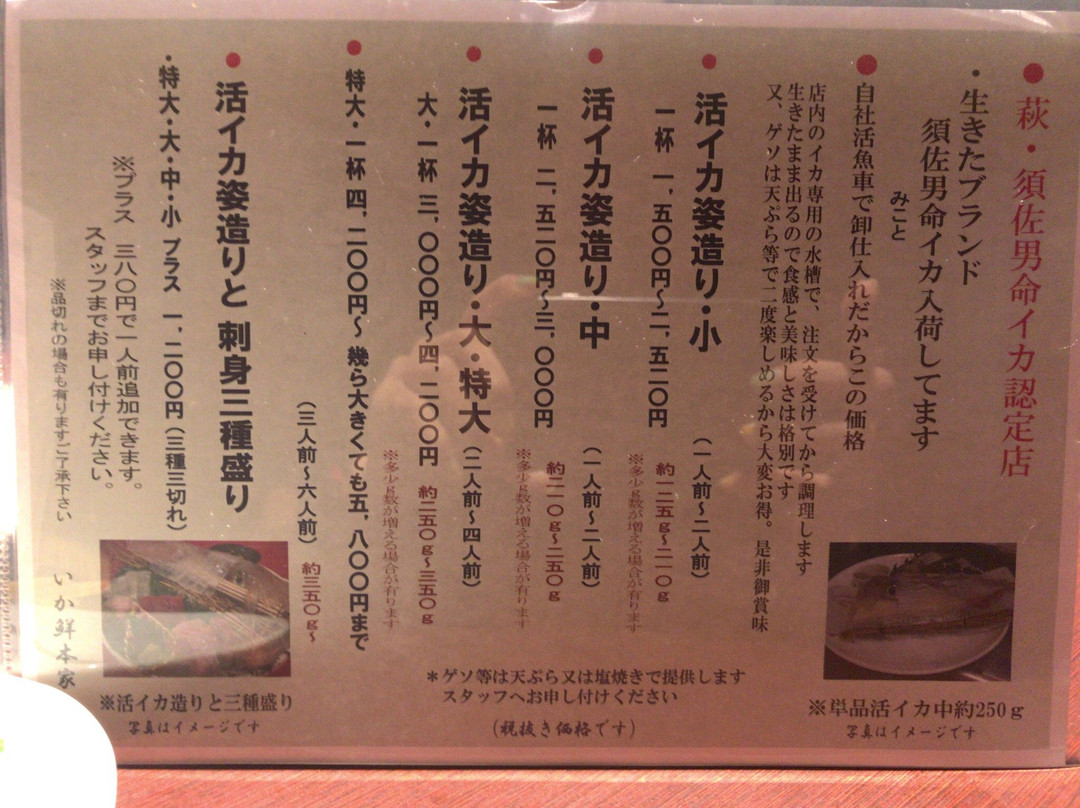 ●萩・須佐男命イカ認定店
・生きたブランド
須佐男命イカ入荷してます
みこと
●自社活魚車で卸仕入れだからこの価格
店内のイカ専用の水槽で、注文を受けてから調理します
生きたまま出るので食感と美味しさは格別です
又、ゲソは天ぷら等で二度楽しめるから大変お得。是非御賞味
●活イカ姿造り・小(一人前〜二人前)
一杯 一,五〇〇円〜二,五二〇円 約一二五g〜二一〇g
※多少g数が増える場合が有ります
●活イカ姿造り・中(一人前〜二人前)
一杯 二,五二〇円〜三,〇〇〇円 約二一〇g〜二五〇g
※多少g数が増える場合が有ります
●活イカ姿造り・大・特大(二人前〜四人前)
大・一杯 三,〇〇〇円〜四,二〇〇円 約二五〇g〜三五〇g
※多少g数が増える場合が有ります
●特大・一杯 四,二〇〇円〜 幾ら大きくても五,八〇〇円まで
(三人前〜六人前) 約三五〇g〜
●活イカ姿造りと 刺身三種盛り
・特大・大・中・小 プラス 一,二〇〇円(三種三切れ)
※プラス 三八〇円で一人前追加できます。
スタッフまでお申し付けください。
※品切れの場合も有りますご了承下さい
いか鮮本家
※単品活イカ中約250g
写真はイメージです
*ゲソ等は天ぷら又は塩焼きで提供します
スタッフへお申し付けください
(税抜き価格です)
※活イカ造りと三種盛り
写真はイメージです